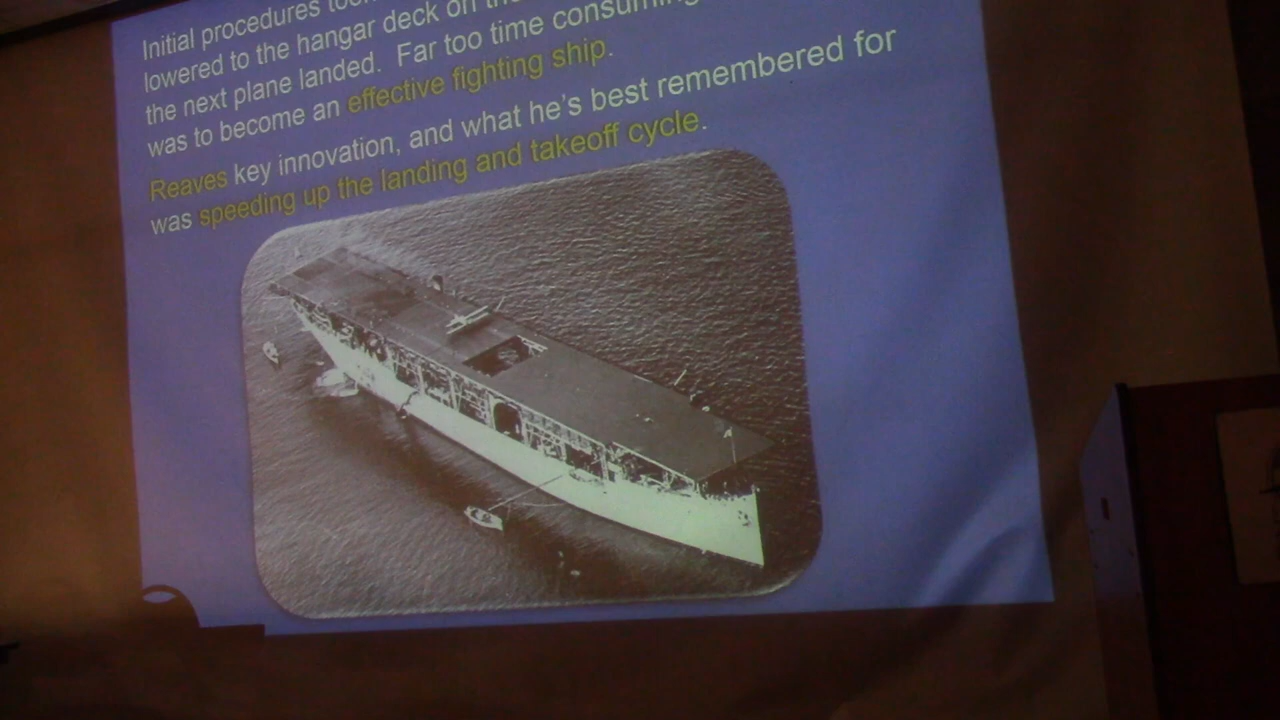 Initial procedures took
lowered to the hangar deck on the
the next plane landed. Far too time consuming
was to become an effective fighting ship.
Reaves key innovation, and what he's best remembered for
was speeding up the landing and takeoff cycle.